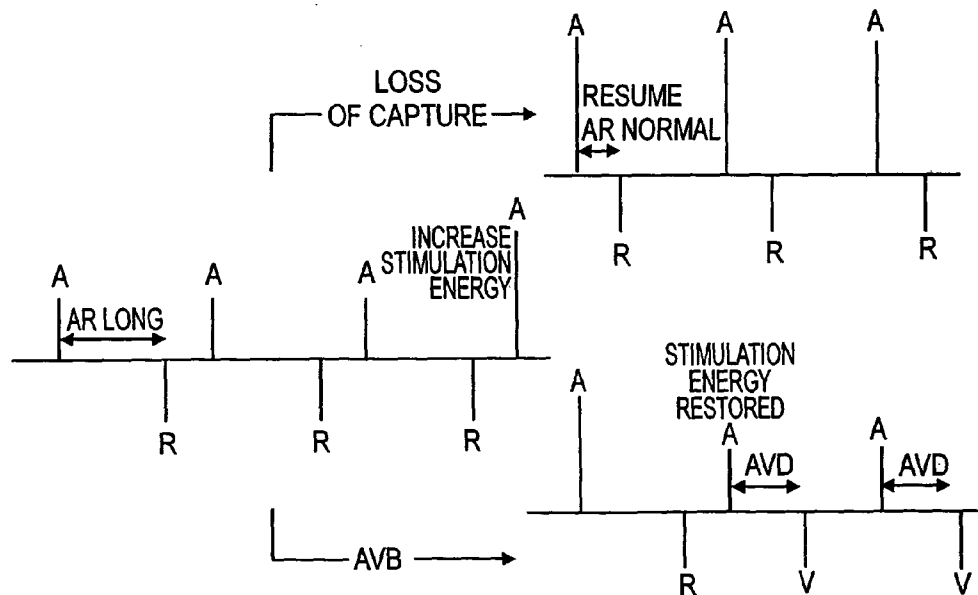 A
A
A
LOSS
OF CAPTURE
RESUME
AR NORMAL
R
R
R
A
A
A
A
INCREASE
STIMULATION
ENERGY
AR LONG
R
R
R
A
STIMULATION
ENERGY
RESTORED
A
A
AVD
AVD
R
V
V
AVB